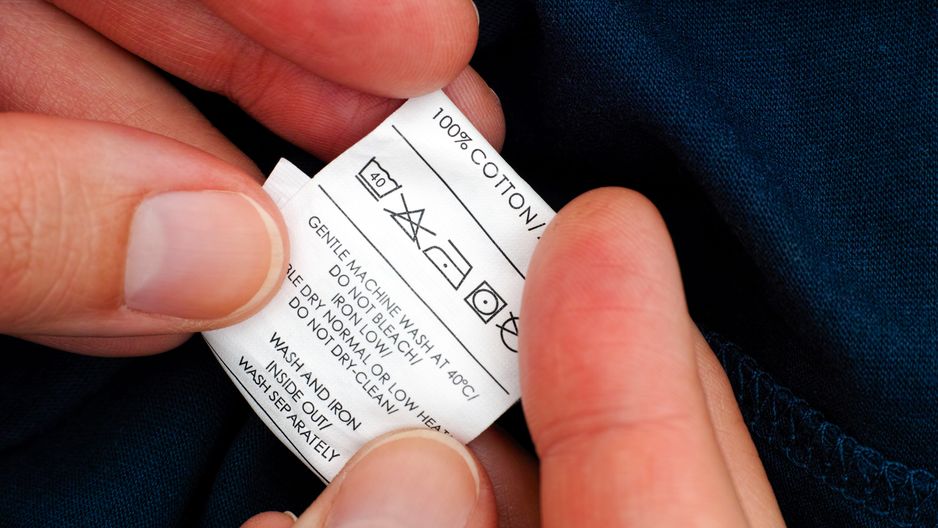 100% COTTON/
40
GENTLE MACHINE WASH AT 40°C/
DO NOT BLEACH/
IRON LOW/
DRY NORMAL OR LOW HEAT/
DO NOT DRY-CLEAN/
WASH AND IRON
INSIDE OUT/
WASH SEPARATELY